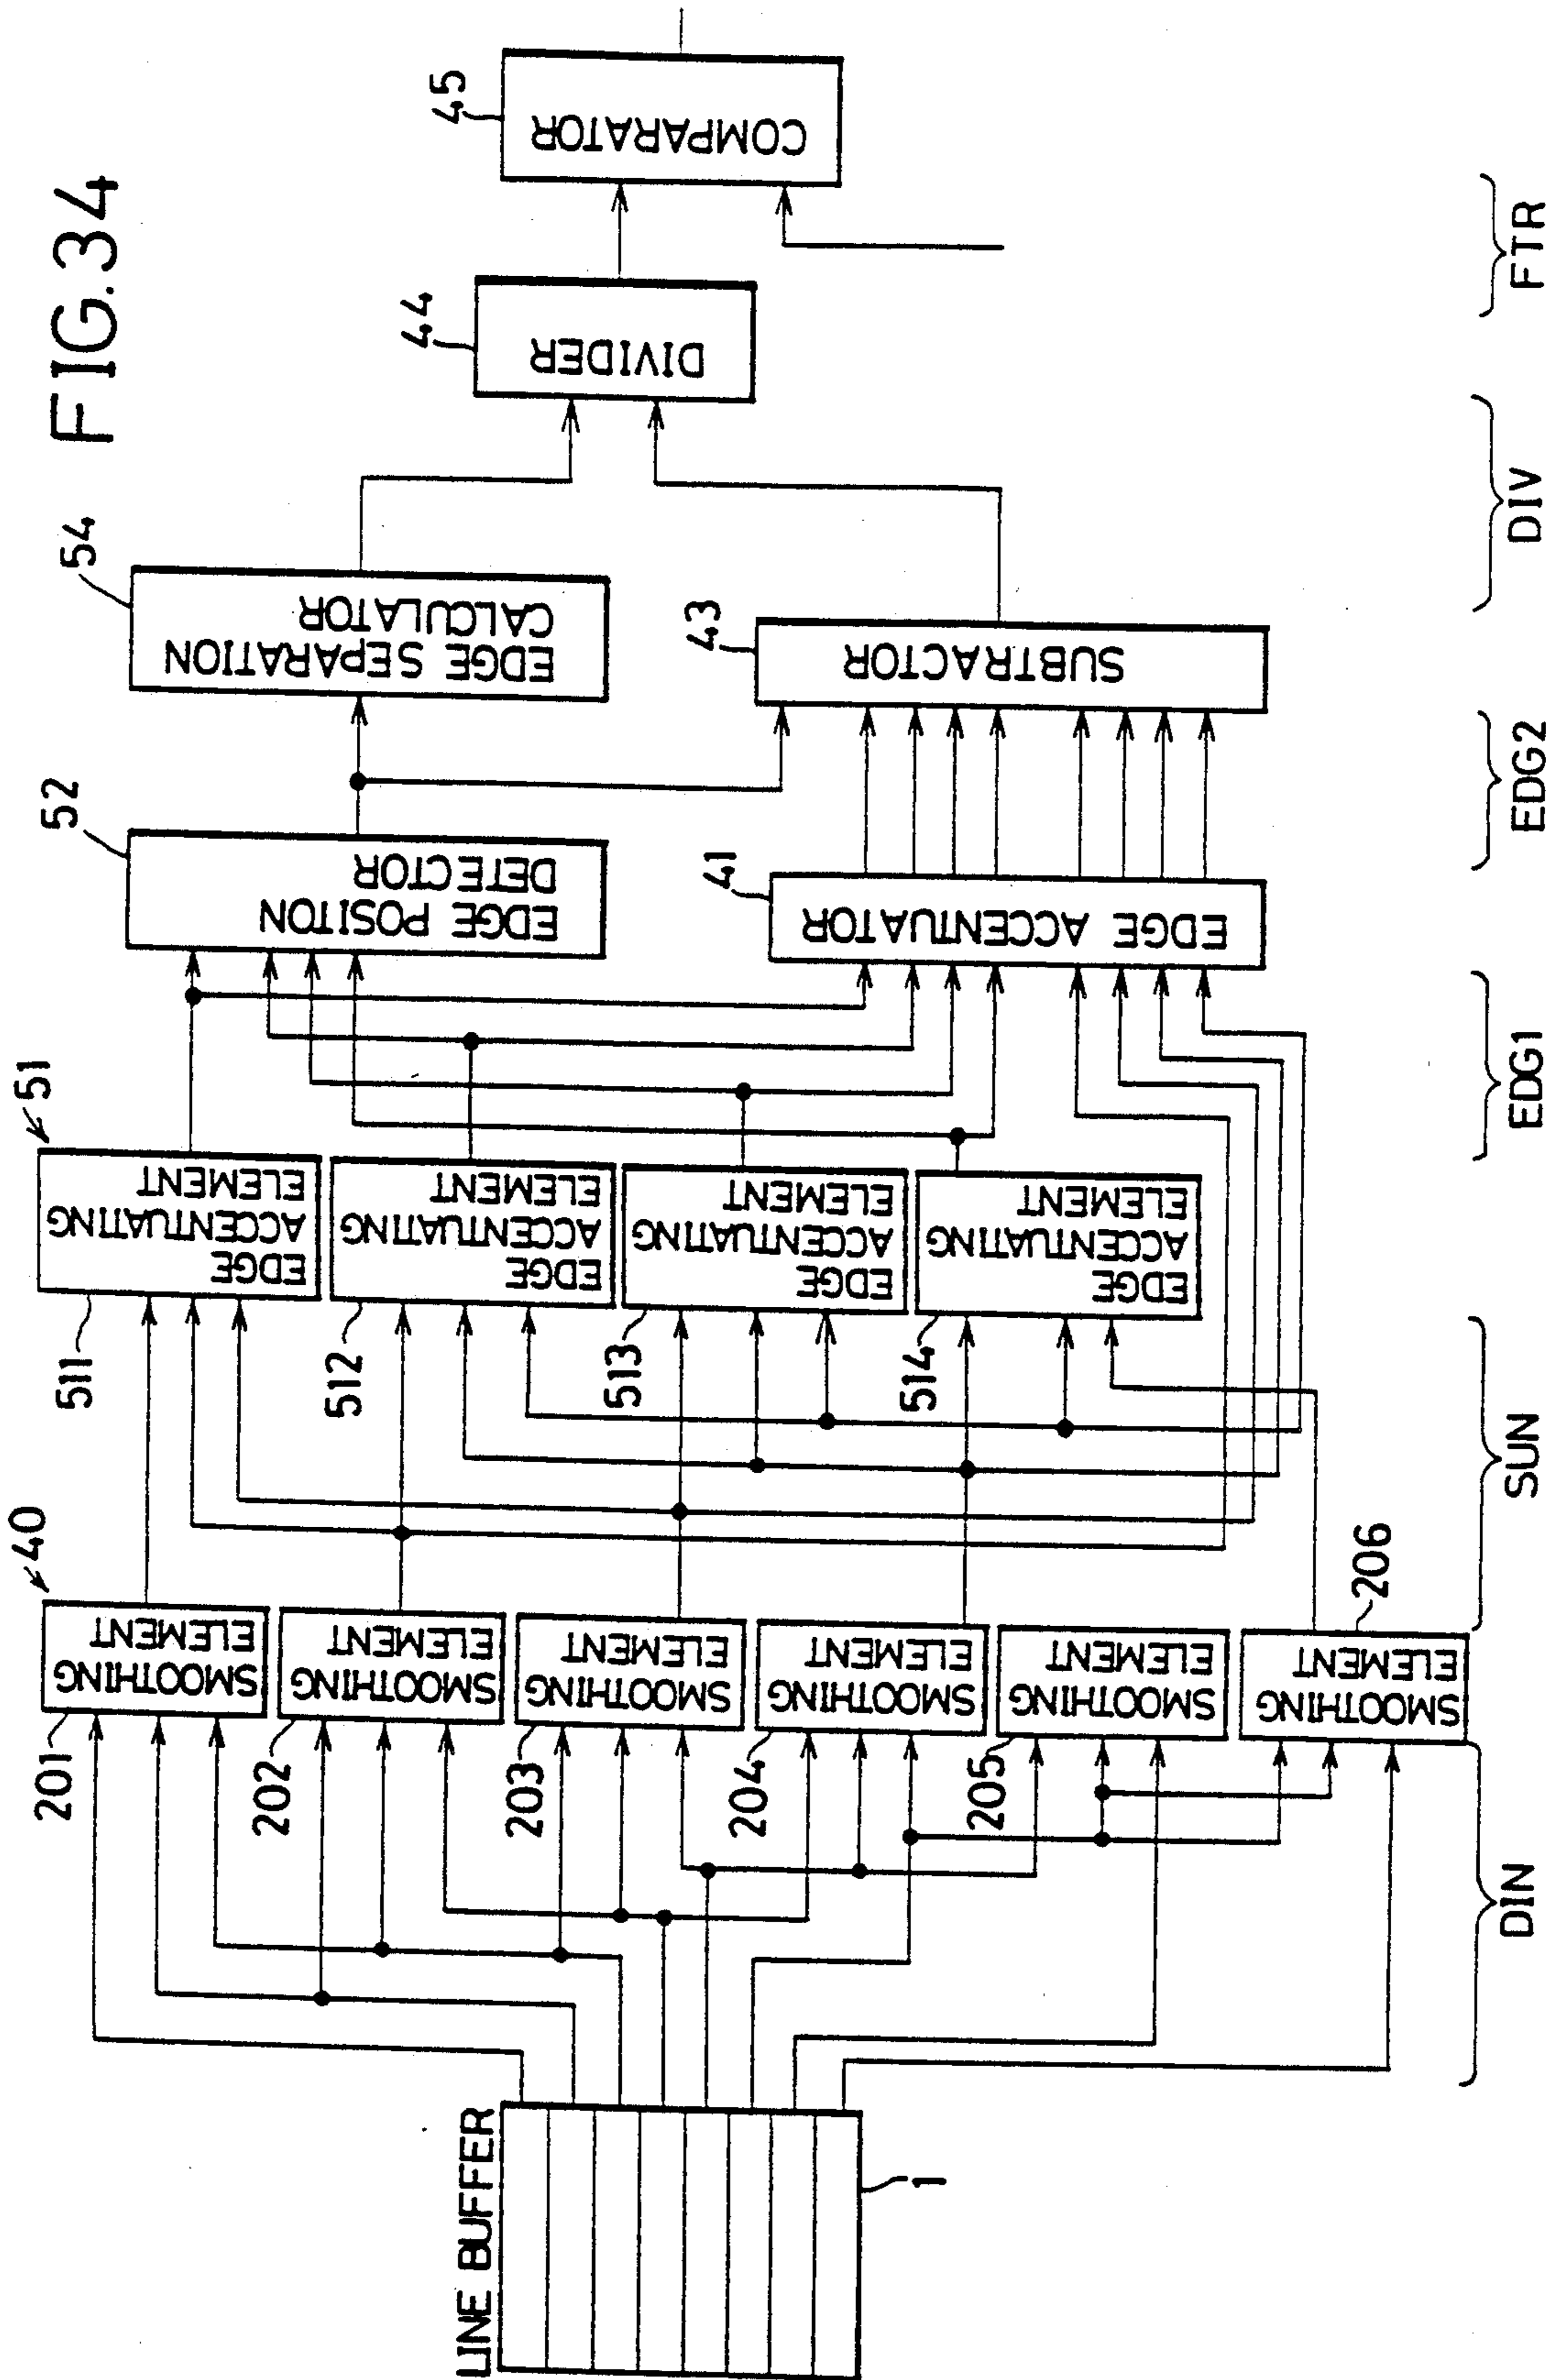 FIG.34
LINE BUFFER
1
40
201
SMOOTHING
ELEMENT
202
SMOOTHING
ELEMENT
203
SMOOTHING
ELEMENT
204
SMOOTHING
ELEMENT
205
SMOOTHING
ELEMENT
206
SMOOTHING
ELEMENT
51
511
EDGE
ACCENTUATING
ELEMENT
512
EDGE
ACCENTUATING
ELEMENT
513
EDGE
ACCENTUATING
ELEMENT
514
EDGE
ACCENTUATING
ELEMENT
52
EDGE POSITON
DETECTOR
41
EDGE ACCENTUATOR
54
EDGE SEPARATION
CALCULATOR
43
SUBTRACTOR
44
DIVIDER
45
COMPARATOR
DIN
SUN
EDG1
EDG2
DIV
FTR